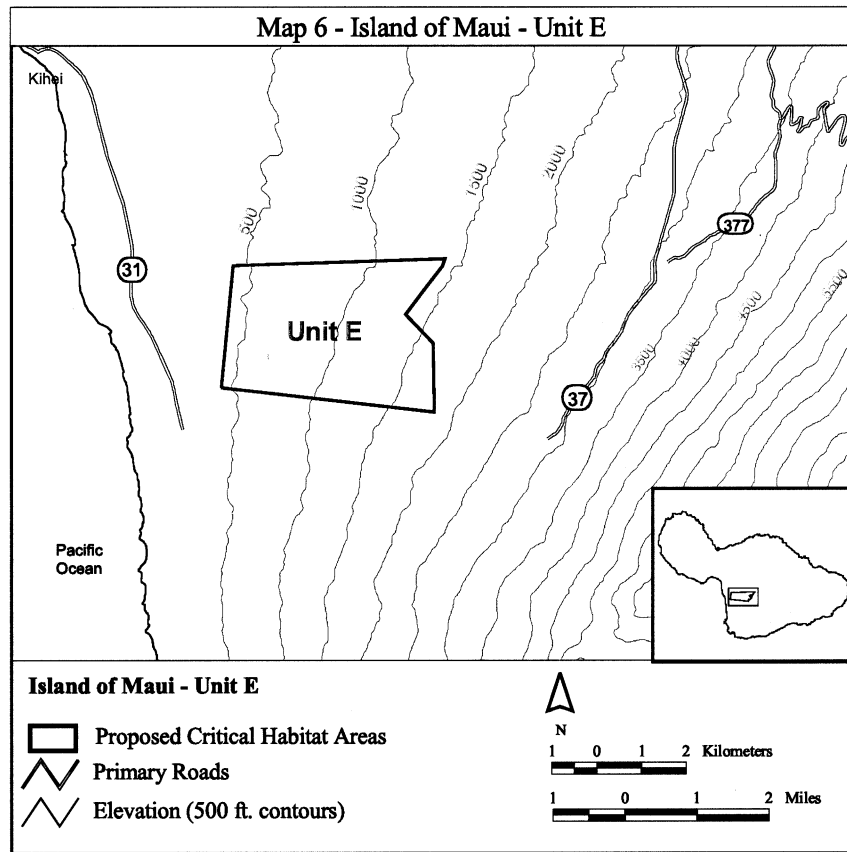 Map 6 - Island of Maui - Unit E
Kihei
500
1000
1500
2000
377
31
Unit E
3500
4000
4500
5500
37
Pacific
Ocean
Island of Maui - Unit E
Proposed Critical Habitat Areas
Primary Roads
Elevation (500 ft. contours)
N
1 0 1 2 Kilometers
1 0 1 2 Miles